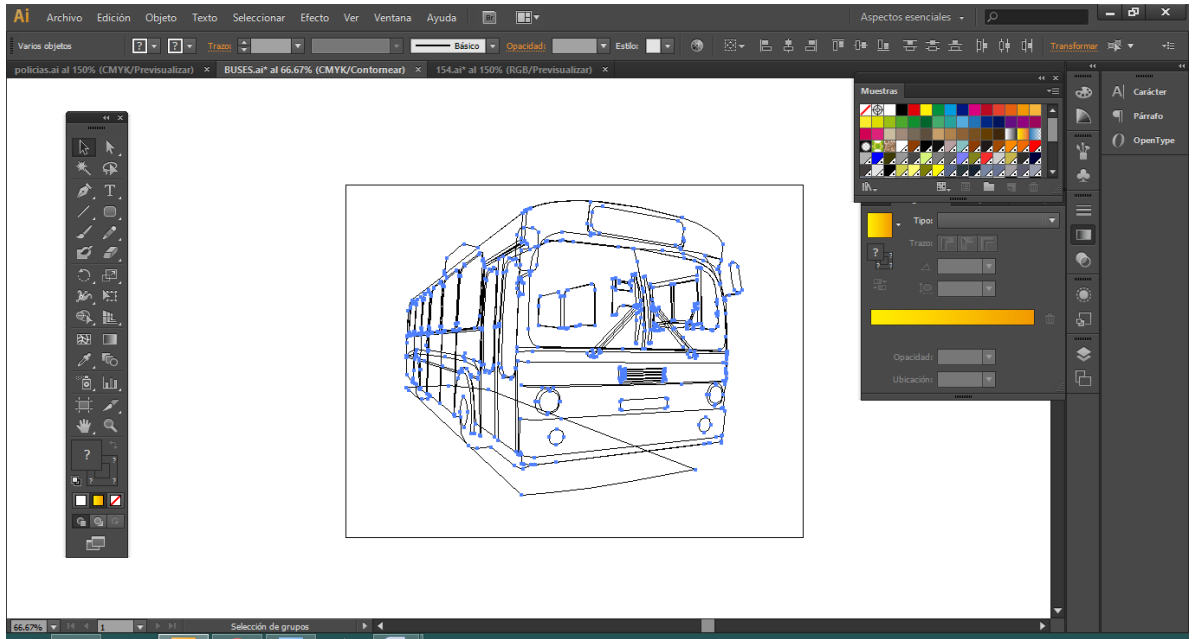 Ai Archivo Edición Objeto Texto Seleccionar Efecto Ver Ventana Ayuda Br Aspectos esenciales
Varios objetos ? ? Trazo: Básico Opacidad: Estilo: Transformar
policias.ai al 150% (CMYK/Previsualizar) × BUSES.ai* al 66.67% (CMYK/Contornear) × 154.ai* al 150% (RGB/Previsualizar) ×
Muestras
A| Carácter
Párrafo
OpenType
Tipo:
Trazo:
?
?
Opacidad:
Ubicación:
66.67% 1 Selección de grupos